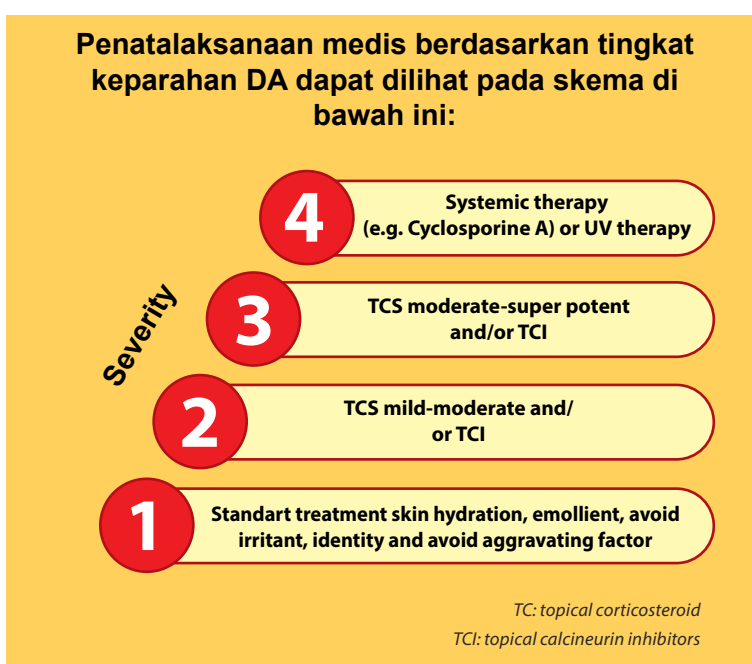 Penatalaksanaan medis berdasarkan tingkat
keparahan DA dapat dilihat pada skema di
bawah ini:
4
Systemic therapy
(e.g. Cyclosporine A) or UV therapy
Severity
3
TCS moderate-super potent
and/or TCI
2
TCS mild-moderate and/
or TCI
1
Standart treatment skin hydration, emollient, avoid
irritant, identity and avoid aggravating factor
TC: topical corticosteroid
TCI: topical calcineurin inhibitors